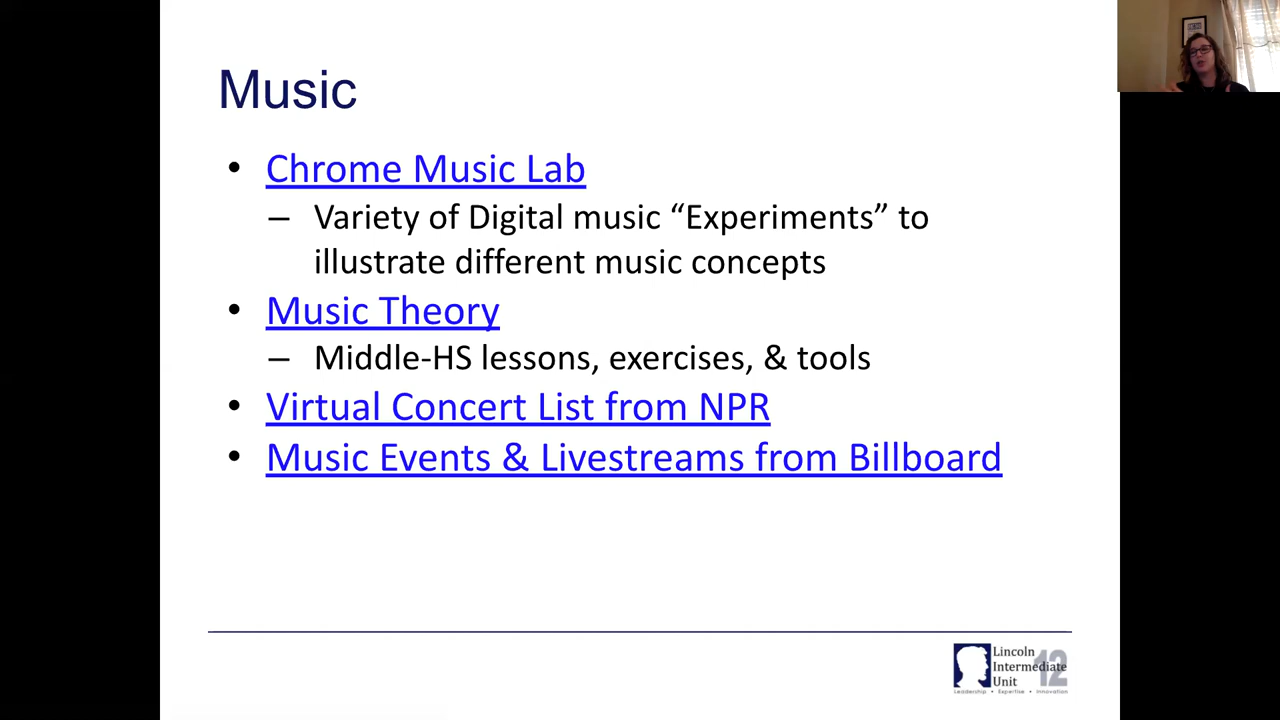 Music
• Chrome Music Lab
– Variety of Digital music “Experiments” to
illustrate different music concepts
• Music Theory
– Middle-HS lessons, exercises, & tools
• Virtual Concert List from NPR
• Music Events & Livestreams from Billboard
Lincoln
Intermediate
Unit
12
Leadership • Expertise • Innovation